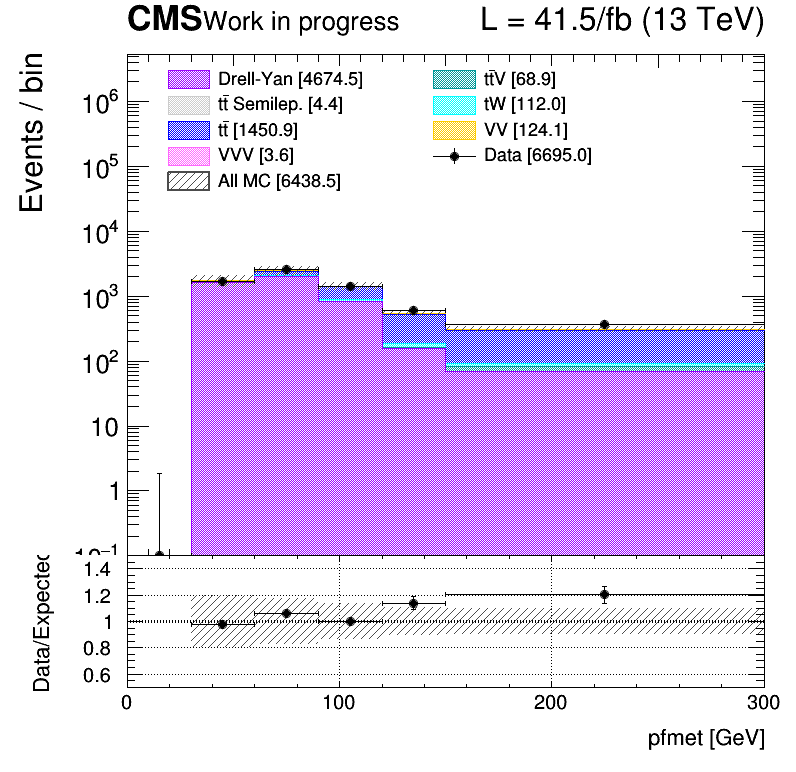 CMS Work in progress L = 41.5/fb (13 TeV)
Events / bin
Drell-Yan [4674.5] tt̄V [68.9]
tt̄ Semilep. [4.4] tW [112.0]
tt̄ [1450.9] VV [124.1]
VVV [3.6] Data [6695.0]
All MC [6438.5]
10⁶
10⁵
10⁴
10³
10²
10
1
10⁻¹
Data/Expected
1.4
1.2
1
0.8
0.6
0 100 200 300
pfmet [GeV]